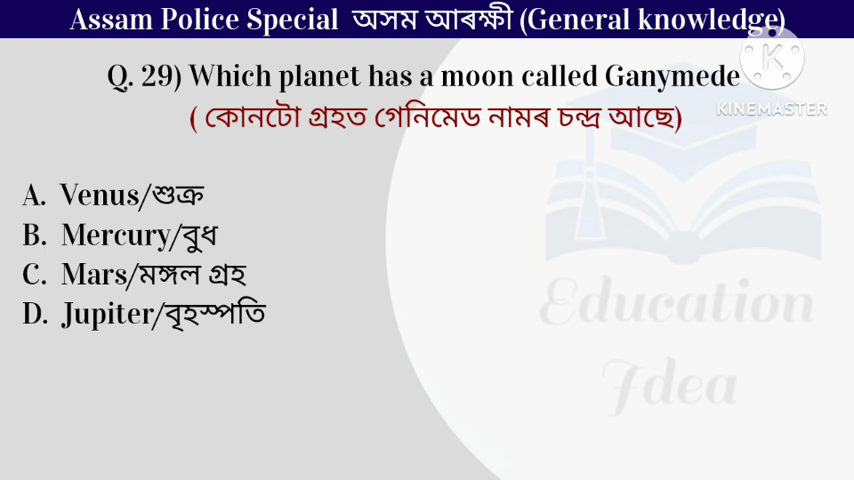 Assam Police Special অসম আৰক্ষী (General knowledge)
Q. 29) Which planet has a moon called Ganymede
( কোনটো গ্ৰহত গেনিমেড নামৰ চন্দ্ৰ আছে)
A. Venus/শুক্ৰ
B. Mercury/বুধ
C. Mars/মঙ্গল গ্ৰহ
D. Jupiter/বৃহস্পতি
K
KINEMASTER
Education
Idea